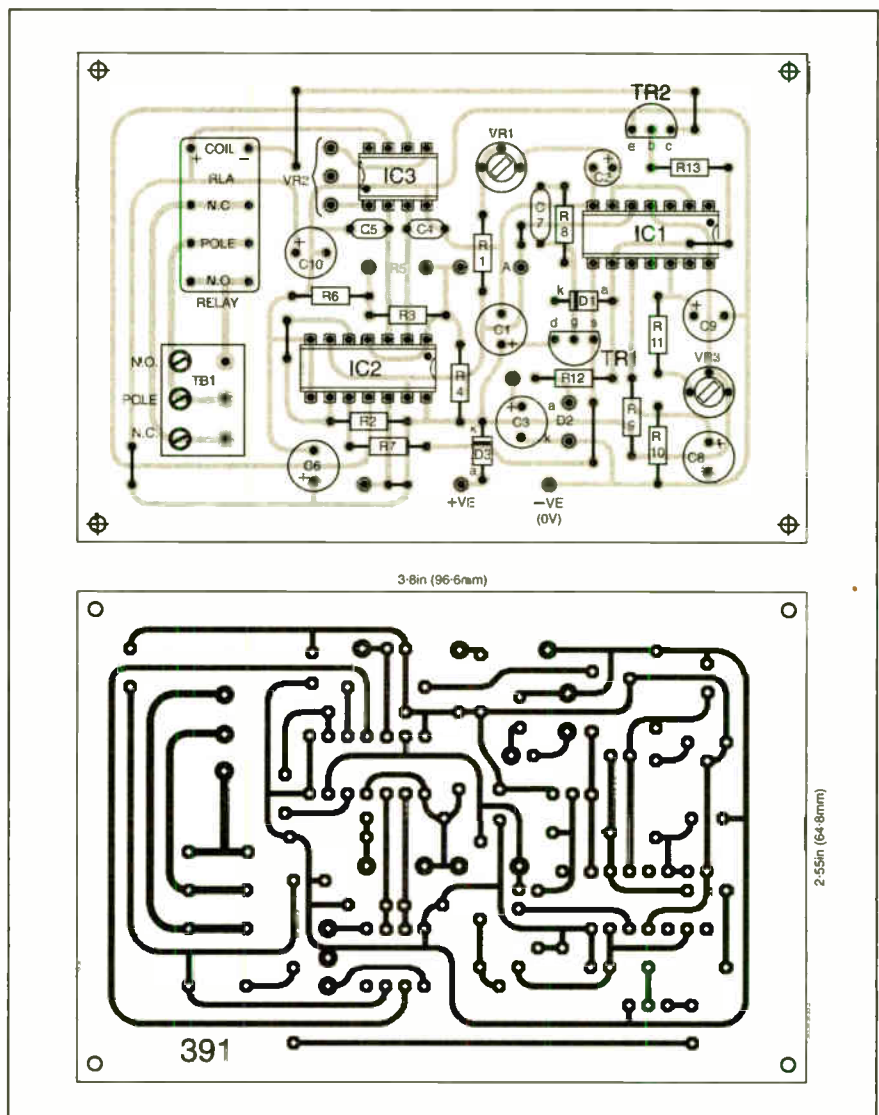 TR2
e b c
VR1
COIL
+ −
RLA
VR2
IC3
R13
N.C
C5
C4
C7
R8
IC1
POLE
R1
C10
R5
A
N.O.
RELAY
R6
k D1 a
R3
C1
d g s
R11
C9
TR1
VR3
N.O.
TB1
IC2
R4
R12
POLE
R2
C3
a
D2
k
R10
N.C.
R7
k
D3
a
C6
C8
+VE
−VE
(0V)
3·8in (96·6mm)
2·55in (64·8mm)
391